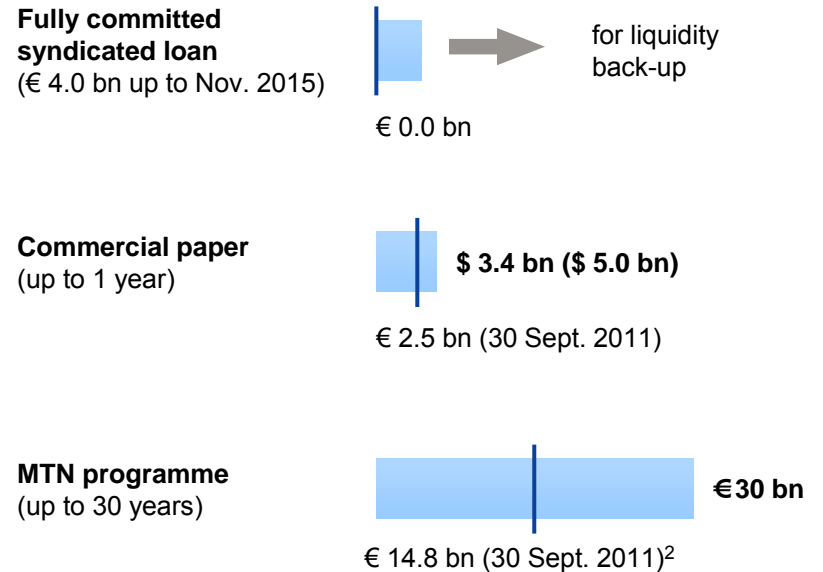 Fully committed
syndicated loan
(€ 4.0 bn up to Nov. 2015)
for liquidity
back-up
€ 0.0 bn
Commercial paper
(up to 1 year)
$ 3.4 bn ($ 5.0 bn)
€ 2.5 bn (30 Sept. 2011)
MTN programme
(up to 30 years)
€30 bn
€ 14.8 bn (30 Sept. 2011)²